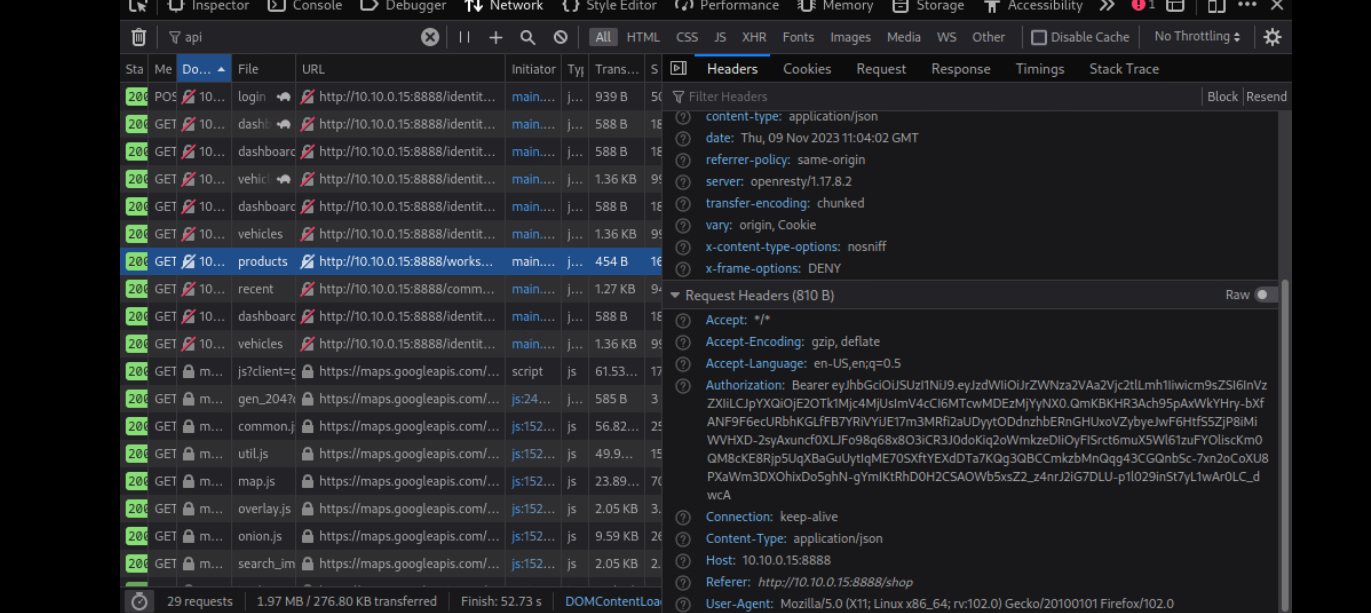 Inspector Console Debugger Network Style Editor Performance Memory Storage Accessibility 1
api All HTML CSS JS XHR Fonts Images Media WS Other Disable Cache No Throttling
Sta Me Do... File URL Initiator Typ Trans... S
Headers Cookies Request Response Timings Stack Trace
Filter Headers Block Resend
200 POS 10... login http://10.10.0.15:8888/identit... main.... j... 939 B 50
200 GET 10... dashb http://10.10.0.15:8888/identit... main.... j... 588 B 18
200 GET 10... dashboard http://10.10.0.15:8888/identit... main.... j... 588 B 18
200 GET 10... vehicl http://10.10.0.15:8888/identit... main.... j... 1.36 KB 99
200 GET 10... dashboard http://10.10.0.15:8888/identit... main.... j... 588 B 18
200 GET 10... vehicles http://10.10.0.15:8888/identit... main.... j... 1.36 KB 99
200 GET 10... products http://10.10.0.15:8888/works... main.... j... 454 B 16
200 GET 10... recent http://10.10.0.15:8888/comm... main.... j... 1.27 KB 94
200 GET 10... dashboard http://10.10.0.15:8888/identit... main.... j... 588 B 18
200 GET 10... vehicles http://10.10.0.15:8888/identit... main.... j... 1.36 KB 99
200 GET m... js?client=g https://maps.googleapis.com/... script js 61.53... 17
200 GET m... gen_204?c https://maps.googleapis.com/... js:24... j... 585 B 3
200 GET m... common.j https://maps.googleapis.com/... js:152... js 56.82...
200 GET m... util.js https://maps.googleapis.com/... js:152... js 49.9... 15
200 GET m... map.js https://maps.googleapis.com/... js:152... js 23.89... 70
200 GET m... overlay.js https://maps.googleapis.com/... js:152... js 2.05 KB 3.
200 GET m... onion.js https://maps.googleapis.com/... js:152... js 9.59 KB 26
200 GET m... search_im https://maps.googleapis.com/... js:152... js 2.05 KB 2.
29 requests 1.97 MB / 276.80 KB transferred Finish: 52.73 s DOMContentLoa
content-type: application/json
date: Thu, 09 Nov 2023 11:04:02 GMT
referrer-policy: same-origin
server: openresty/1.17.8.2
transfer-encoding: chunked
vary: origin, Cookie
x-content-type-options: nosniff
x-frame-options: DENY
Request Headers (810 B) Raw
Accept: */*
Accept-Encoding: gzip, deflate
Accept-Language: en-US,en;q=0.5
Authorization: Bearer eyJhbGciOiJSUzI1NiJ9.eyJzdWIiOiJrZWNza2VAa2Vjc2tlLmh1Iiwicm9sZSI6InVz
ZXIiLCJpYXQiOjE2OTk1Mjc4MjUsImV4cCI6MTcwMDEzMjYyNX0.QmKBKHR3Ach95pAxWkYHry-bXf
ANF9F6ecURbhKGLfFB7YRiVYiJE17m3MRfi2aUDyytODdnzhbERnGHUxoVZybyeJwF6HtfS5ZjP8iMi
WVHXD-2syAxuncf0XLJFo98q68x8O3iCR3J0doKiq2oWmkzeDIiOyFISrct6muX5Wl61zuFYOliscKm0
QM8cKE8Rjp5UqXBaGuUytIqME70SXftYEXdDTa7KQg3QBCCmkzbMnQqg43CGQnbSc-7xn2oCoXU8
PXaWm3DXOhixDo5ghN-gYmIKtRhD0H2CSAOWb5xsZ2_z4nrJ2iG7DLU-p1l029inSt7yL1wAr0LC_d
wcA
Connection: keep-alive
Content-Type: application/json
Host: 10.10.0.15:8888
Referer: http://10.10.0.15:8888/shop
User-Agent: Mozilla/5.0 (X11; Linux x86_64; rv:102.0) Gecko/20100101 Firefox/102.0